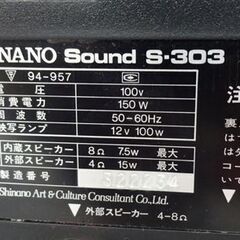 NANO Sound S-303
94-957
電圧 100v
消費電力 150W
周波数 50-60Hz
映写ランプ 12v 100w
内蔵スピーカー 8Ω 7.5w 最大
外部スピーカー 4Ω 15w 最大
製造番号
Shinano Art & Culture Consultant Co., Ltd.
▼外部スピーカー 4-8Ω